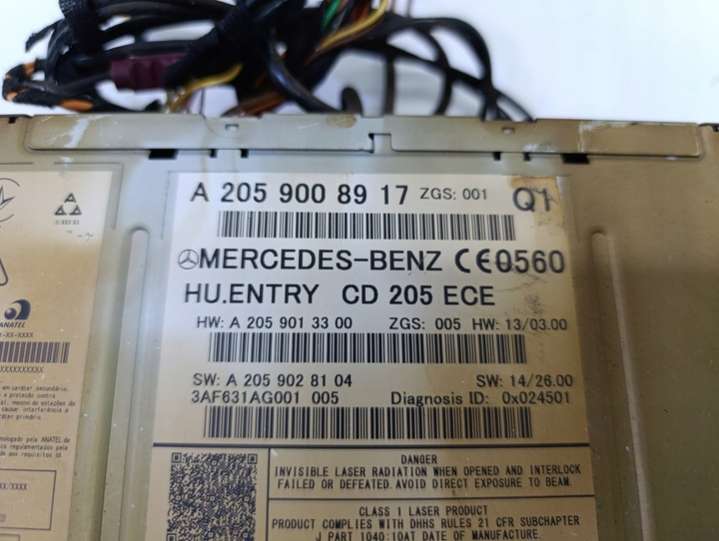 A 205 900 89 17 ZGS: 001 Q1
MERCEDES-BENZ CE0560
HU.ENTRY CD 205 ECE
HW: A 205 901 33 00 ZGS: 005 HW: 13/03.00
SW: A 205 902 81 04 SW: 14/26.00
3AF631AG001 005 Diagnosis ID: 0x024501
DANGER
INVISIBLE LASER RADIATION WHEN OPENED AND INTERLOCK
FAILED OR DEFEATED. AVOID DIRECT EXPOSURE TO BEAM.
CLASS 1 LASER PRODUCT
PRODUCT COMPLIES WITH DHHS RULES 21 CFR SUBCHAPTER
J PART 1040:10AT DATE OF MANUFACTURE.
ANATEL